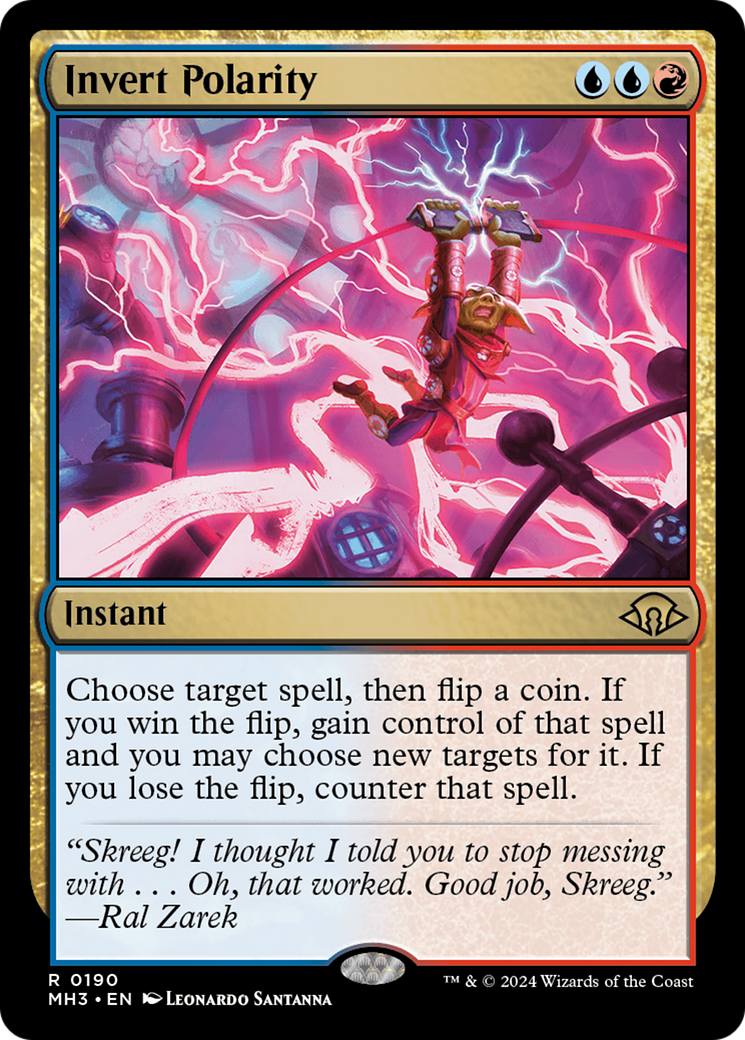 Invert Polarity
Instant
Choose target spell, then flip a coin. If
you win the flip, gain control of that spell
and you may choose new targets for it. If
you lose the flip, counter that spell.
“Skreeg! I thought I told you to stop messing
with . . . Oh, that worked. Good job, Skreeg.”
—Ral Zarek
R 0190
MH3 • EN Leonardo Santanna
™ & © 2024 Wizards of the Coast